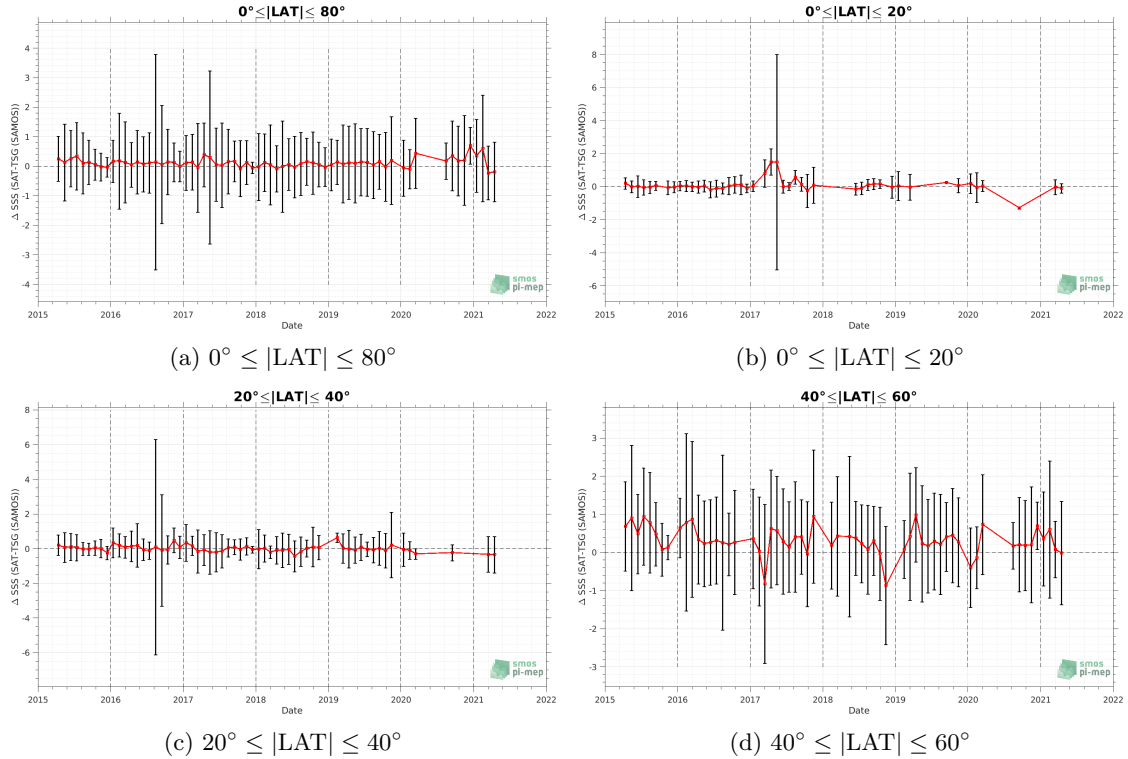 0°≤|LAT|≤ 80°
Δ SSS (SAT-TSG (SAMOS))
4
3
2
1
0
-1
-2
-3
-4
2015 2016 2017 2018 2019 2020 2021 2022
Date
smos
pi-mep
(a) 0° ≤ |LAT| ≤ 80°
0°≤|LAT|≤ 20°
Δ SSS (SAT-TSG (SAMOS))
8
6
4
2
0
-2
-4
-6
2015 2016 2017 2018 2019 2020 2021 2022
Date
smos
pi-mep
(b) 0° ≤ |LAT| ≤ 20°
20°≤|LAT|≤ 40°
Δ SSS (SAT-TSG (SAMOS))
8
6
4
2
0
-2
-4
-6
2015 2016 2017 2018 2019 2020 2021 2022
Date
smos
pi-mep
(c) 20° ≤ |LAT| ≤ 40°
40°≤|LAT|≤ 60°
Δ SSS (SAT-TSG (SAMOS))
3
2
1
0
-1
-2
-3
2015 2016 2017 2018 2019 2020 2021 2022
Date
smos
pi-mep
(d) 40° ≤ |LAT| ≤ 60°